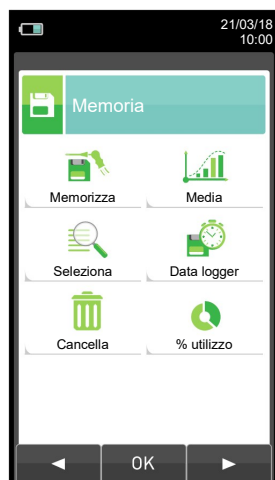 21/03/18
10:00
Memoria
Memorizza
Media
Seleziona
Data logger
Cancella
% utilizzo
OK